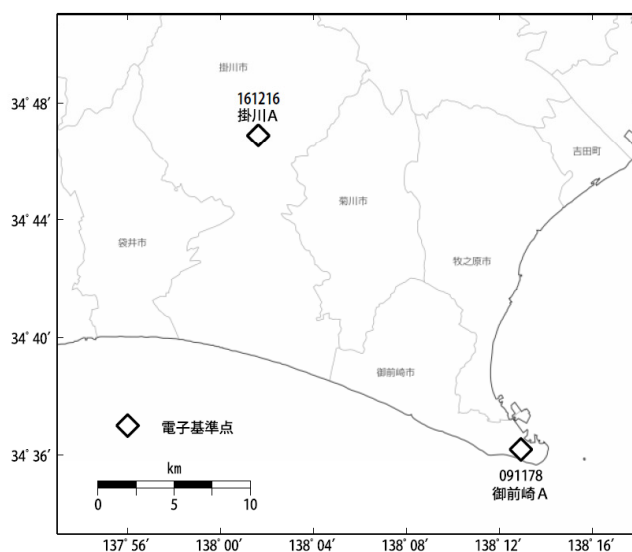 掛川市
34° 48′
161216
掛川A
吉田町
菊川市
34° 44′
袋井市
牧之原市
34° 40′
御前崎市
電子基準点
34° 36′
km
0 5 10
091178
御前崎A
137° 56′ 138° 00′ 138° 04′ 138° 08′ 138° 12′ 138° 16′